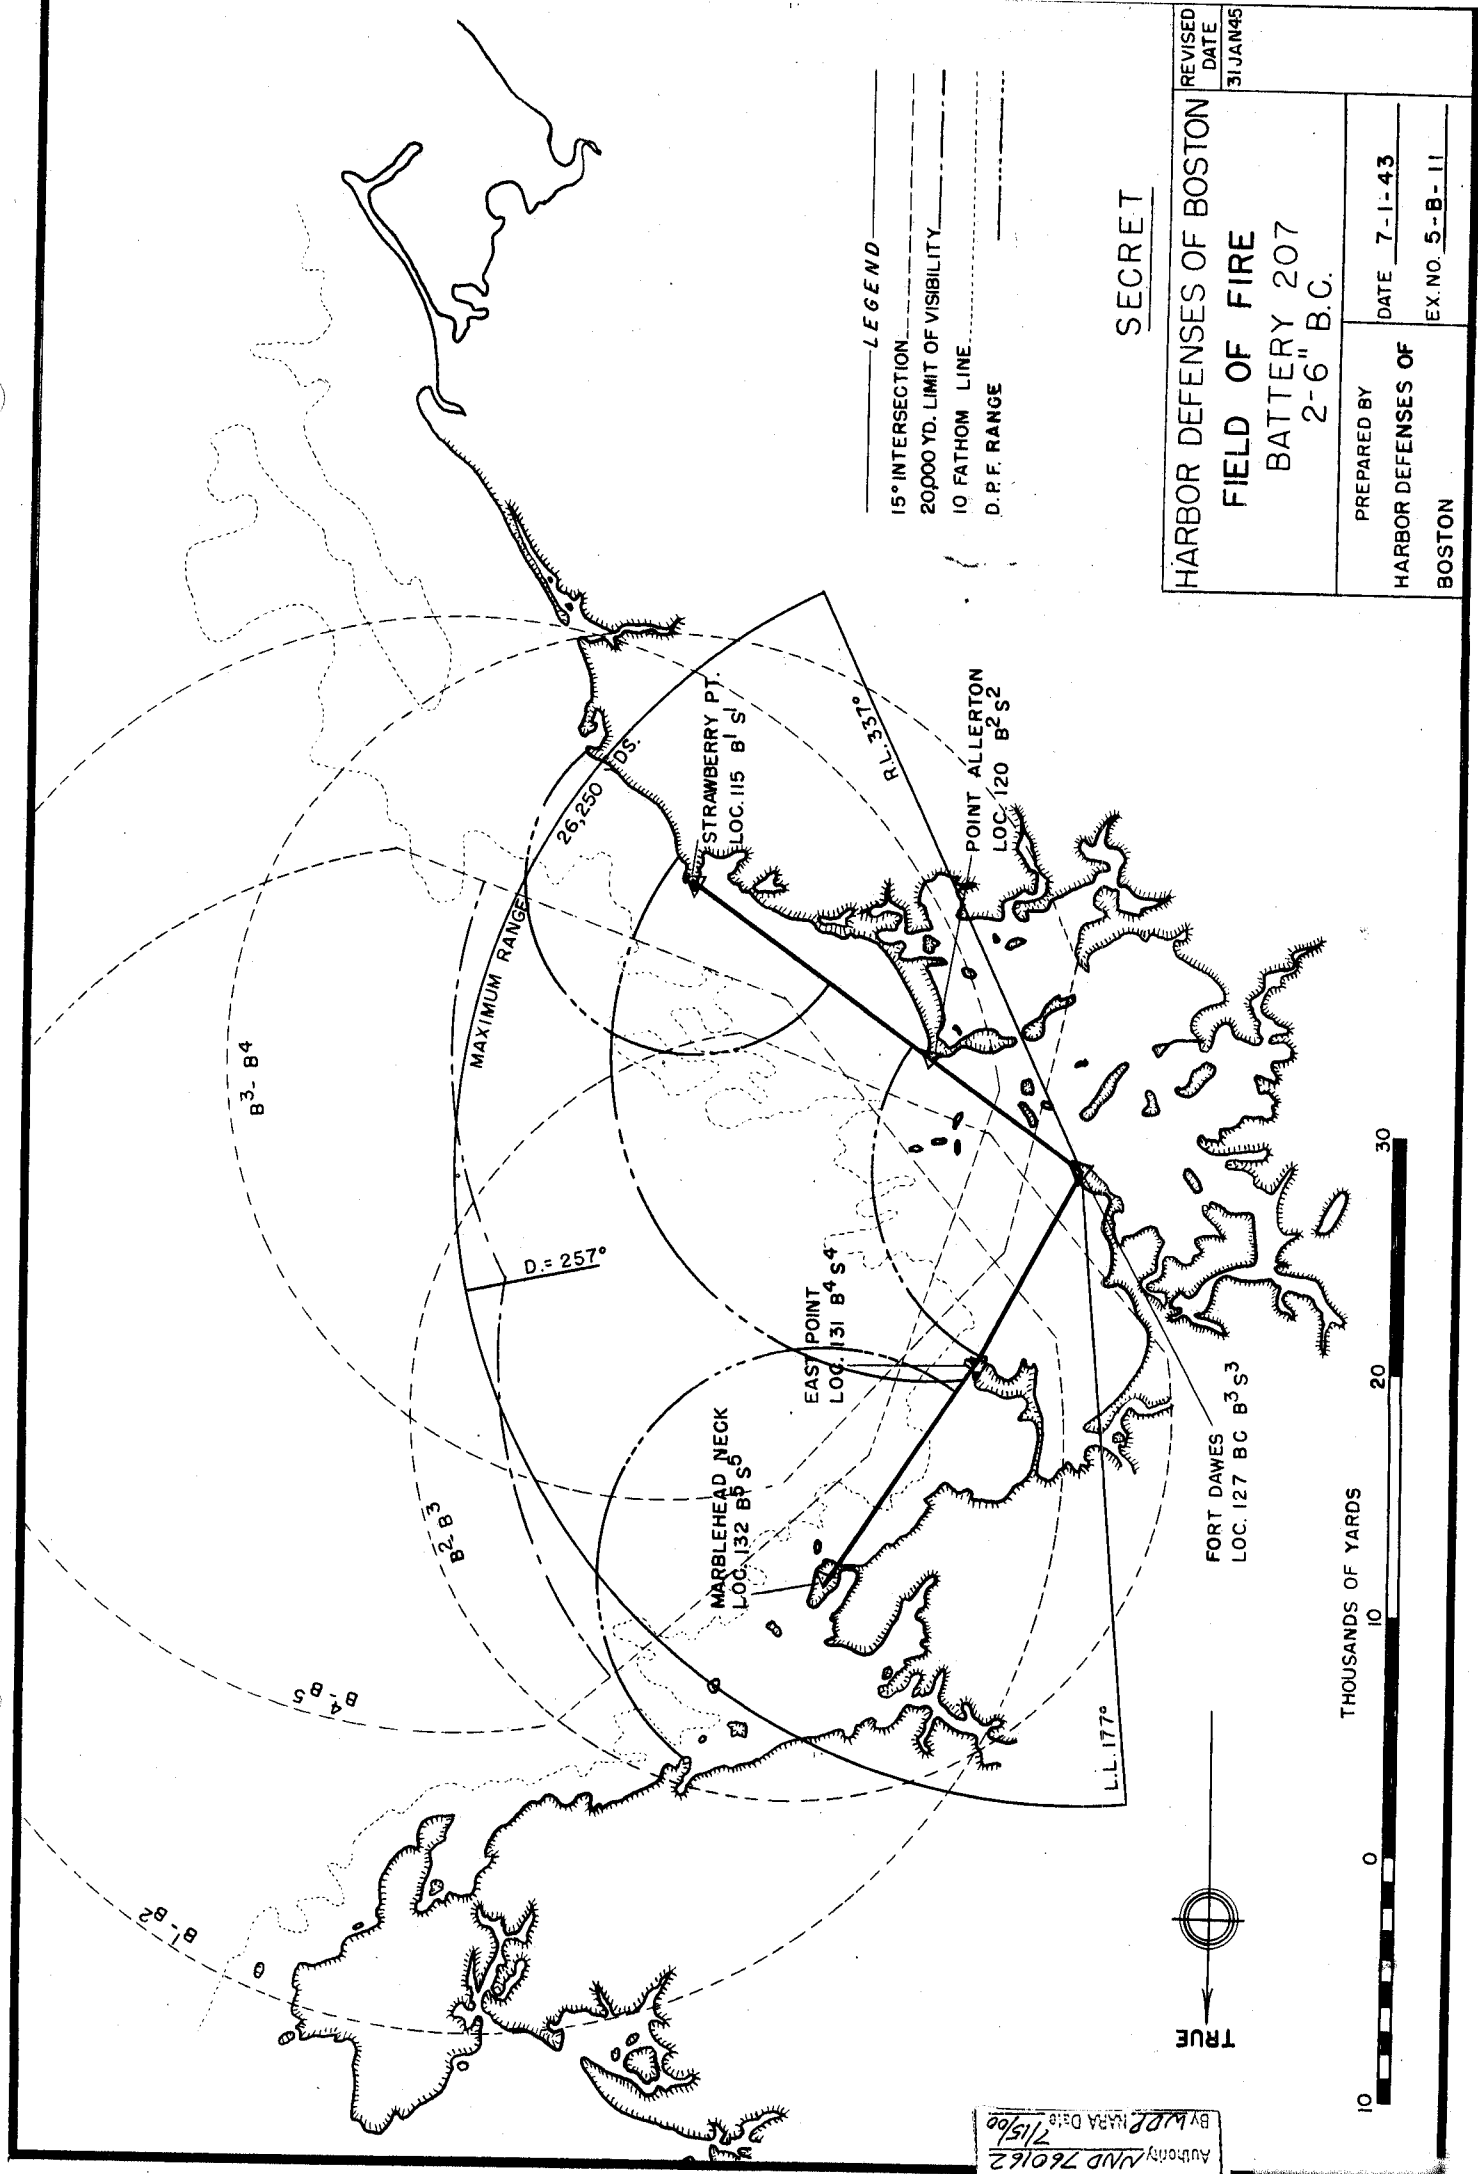 LEGEND
15° INTERSECTION
20,000 YD. LIMIT OF VISIBILITY
10 FATHOM LINE
D.P.F. RANGE
SECRET
HARBOR DEFENSES OF BOSTON
FIELD OF FIRE
BATTERY 207
2-6" B.C.
REVISED
DATE
31 JAN 45
PREPARED BY
HARBOR DEFENSES OF
BOSTON
DATE 7-1-43
EX. NO. 5-B-11
B¹-B²
B⁴-B⁵
B²-B³
B³-B⁴
MAXIMUM RANGE
26,250 YDS.
D.= 257°
STRAWBERRY PT.
LOC. 115 B¹ S¹
R.L. 337°
POINT ALLERTON
LOC. 120 B² S²
EAST POINT
LOC. 131 B⁴ S⁴
MARBLEHEAD NECK
LOC. 132 B⁵ S⁵
FORT DAWES
LOC. 127 BC B³ S³
L.L. 177°
TRUE
THOUSANDS OF YARDS
10 0 10 20 30
Authority NND 760162
By WDP NARA Date 7/15/00